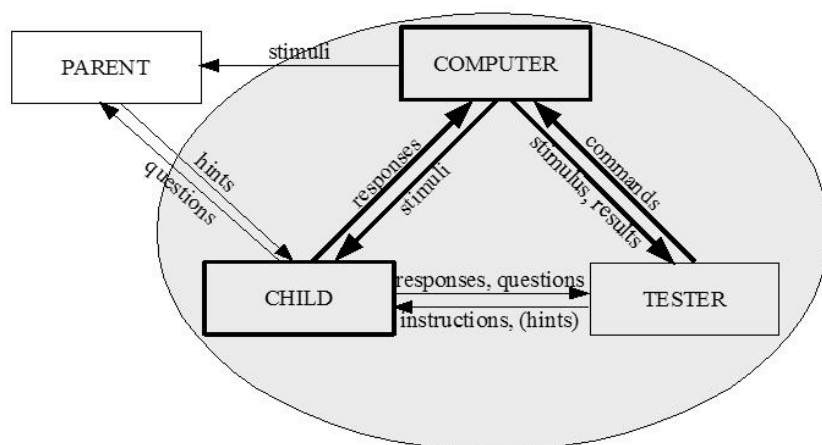 stimuli
PARENT
COMPUTER
hints
questions
responses
stimuli
commands
stimulus, results
CHILD
responses, questions
instructions, (hints)
TESTER